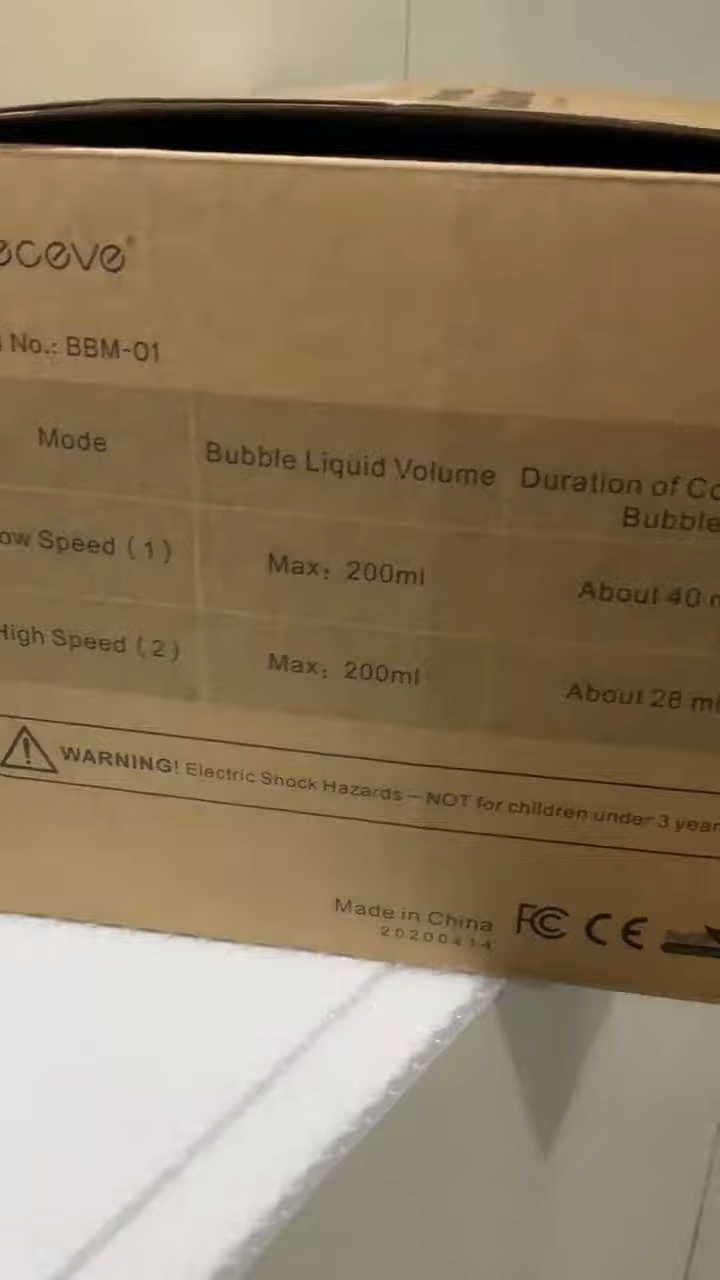 eceve®
No.: BBM-01
Mode Bubble Liquid Volume Duration of Co
Bubble
ow Speed (1) Max: 200ml About 40 m
High Speed (2) Max: 200ml About 28 mi
WARNING! Electric Shock Hazards – NOT for children under 3 year
Made in China
20200414
FC CE